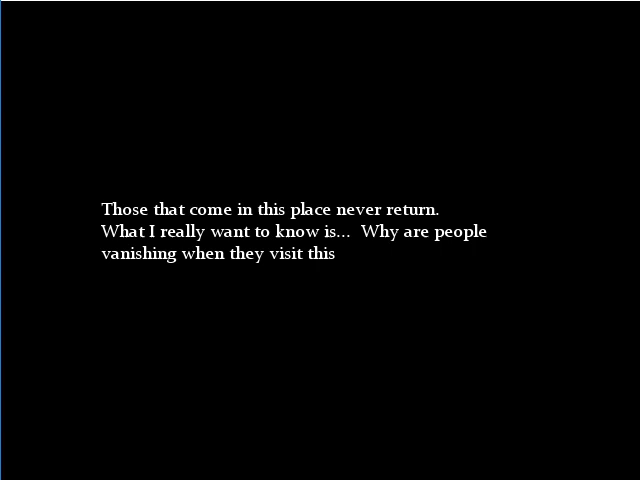 Those that come in this place never return.
What I really want to know is...  Why are people
vanishing when they visit this